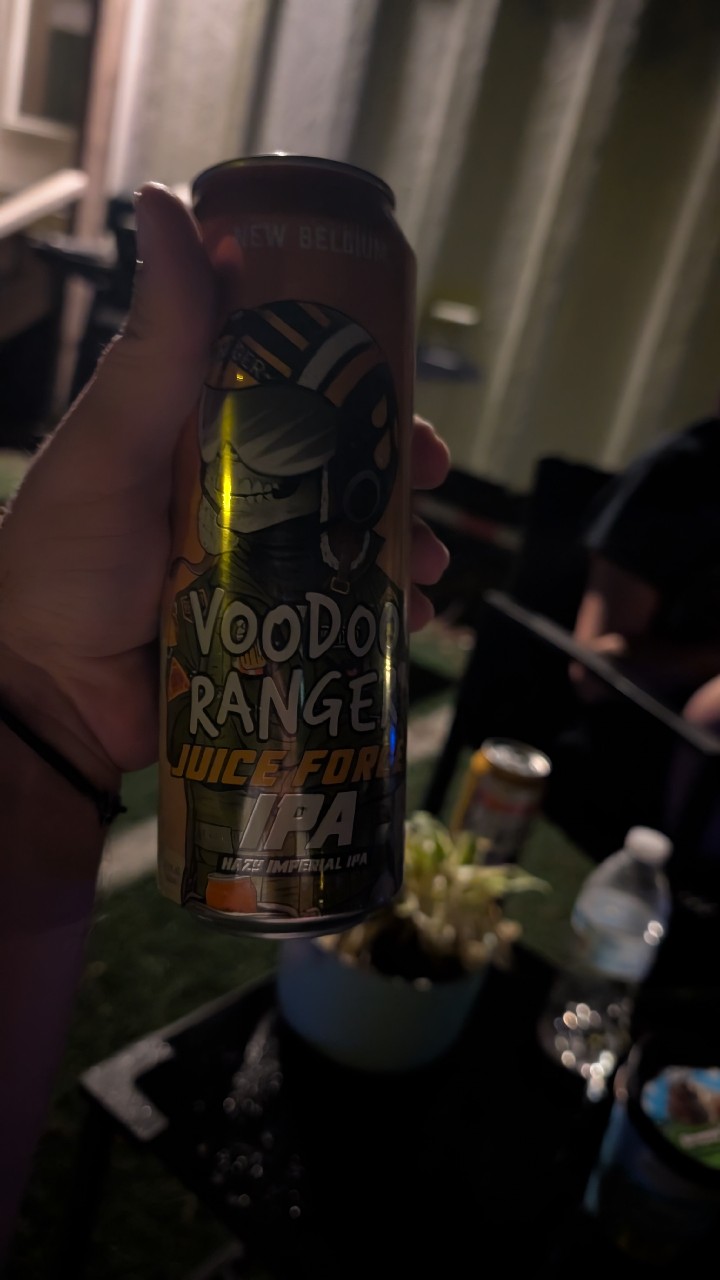 NEW BELGIUM
VOODOO
RANGER
JUICE FORCE
IPA
HAZY IMPERIAL IPA